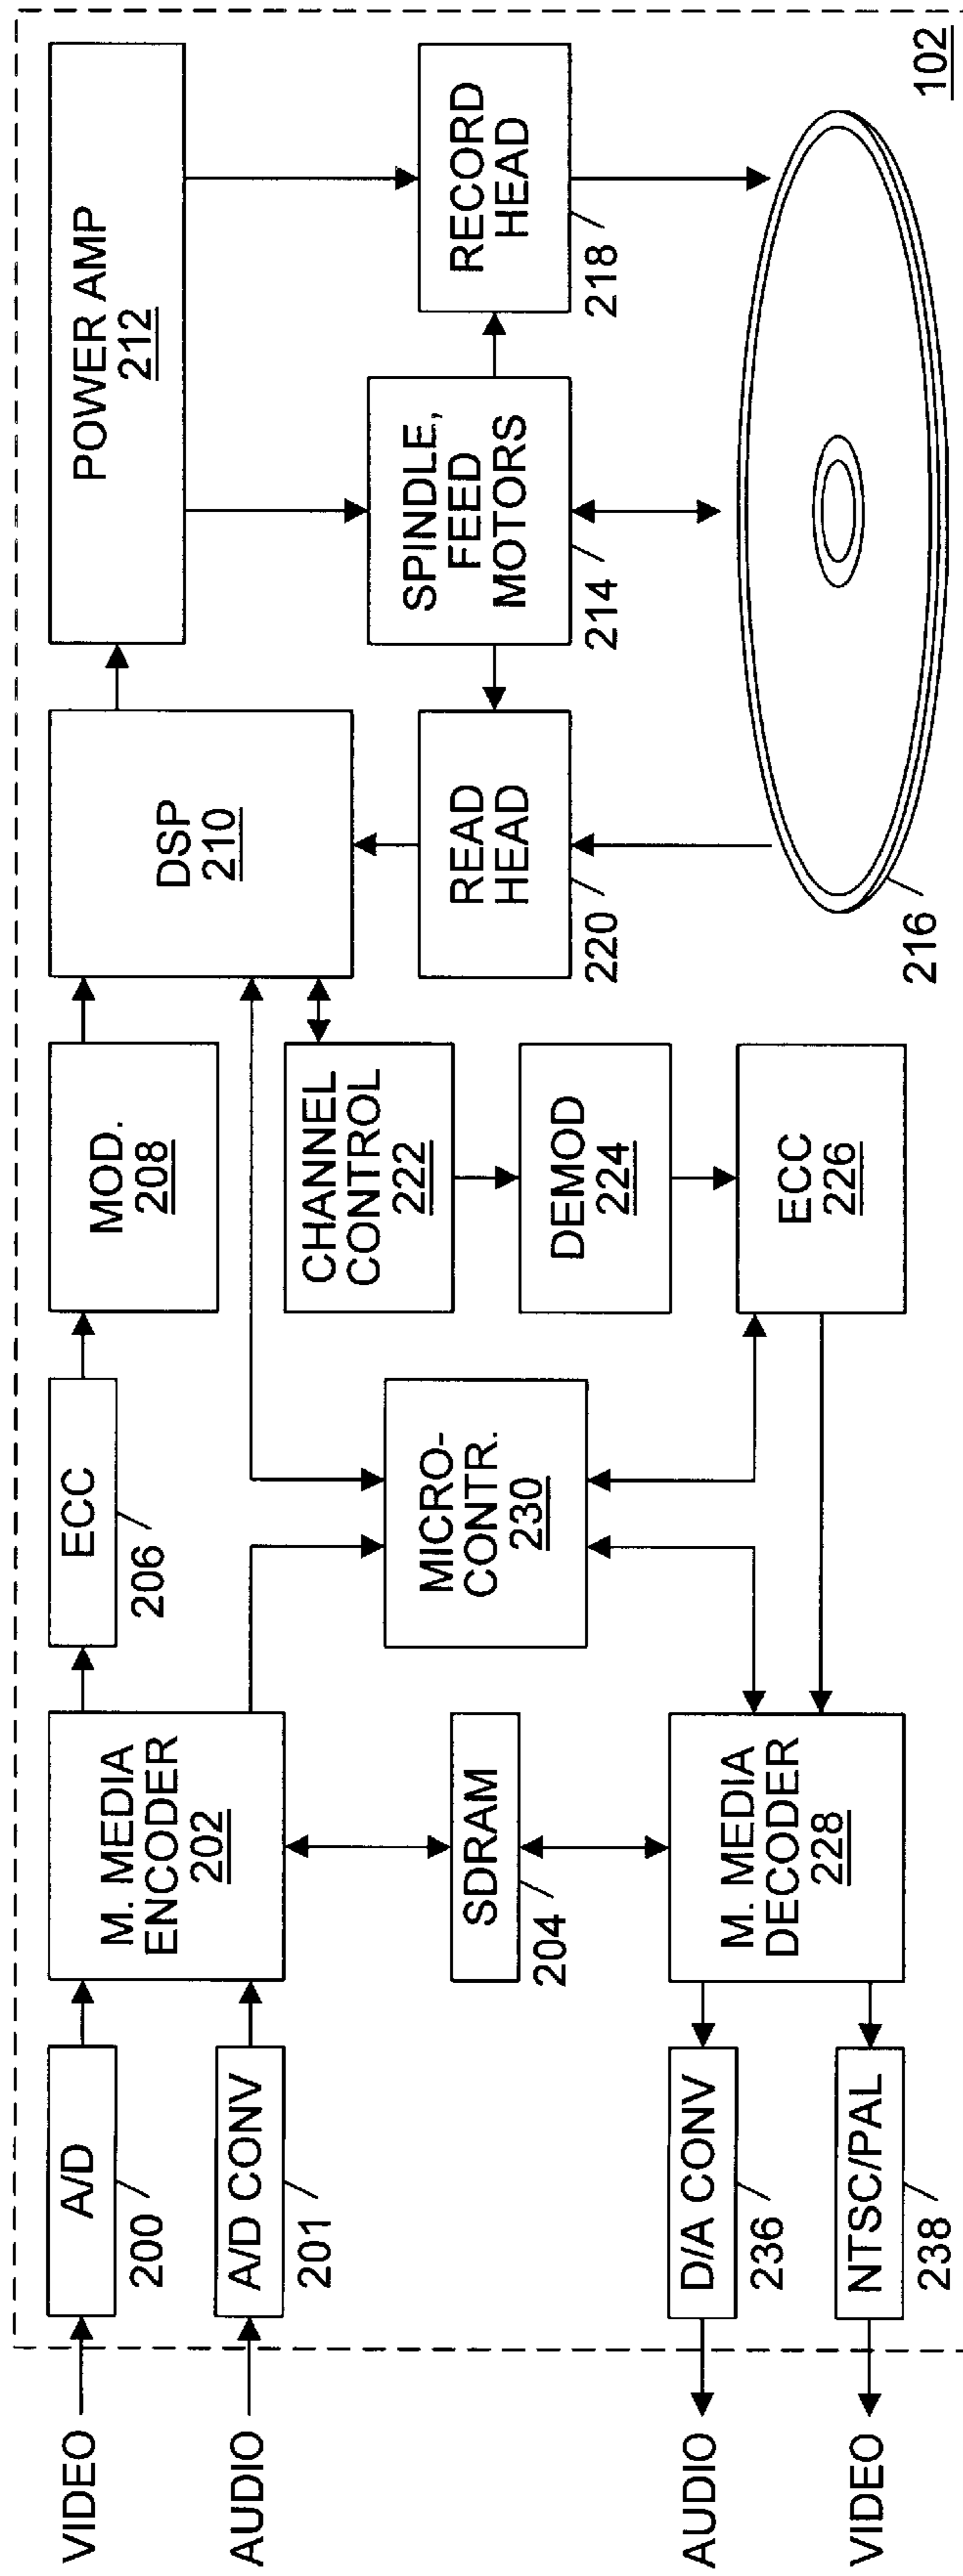 VIDEO
A/D
200
AUDIO
A/D CONV
201
M. MEDIA
ENCODER
202
ECC
206
MOD.
208
DSP
210
POWER AMP
212
SDRAM
204
MICRO-
CONTR.
230
CHANNEL
CONTROL
222
DEMOD
224
ECC
226
READ
HEAD
220
SPINDLE,
FEED
MOTORS
214
RECORD
HEAD
218
216
M. MEDIA
DECODER
228
D/A CONV
236
AUDIO
NTSC/PAL
238
VIDEO
102